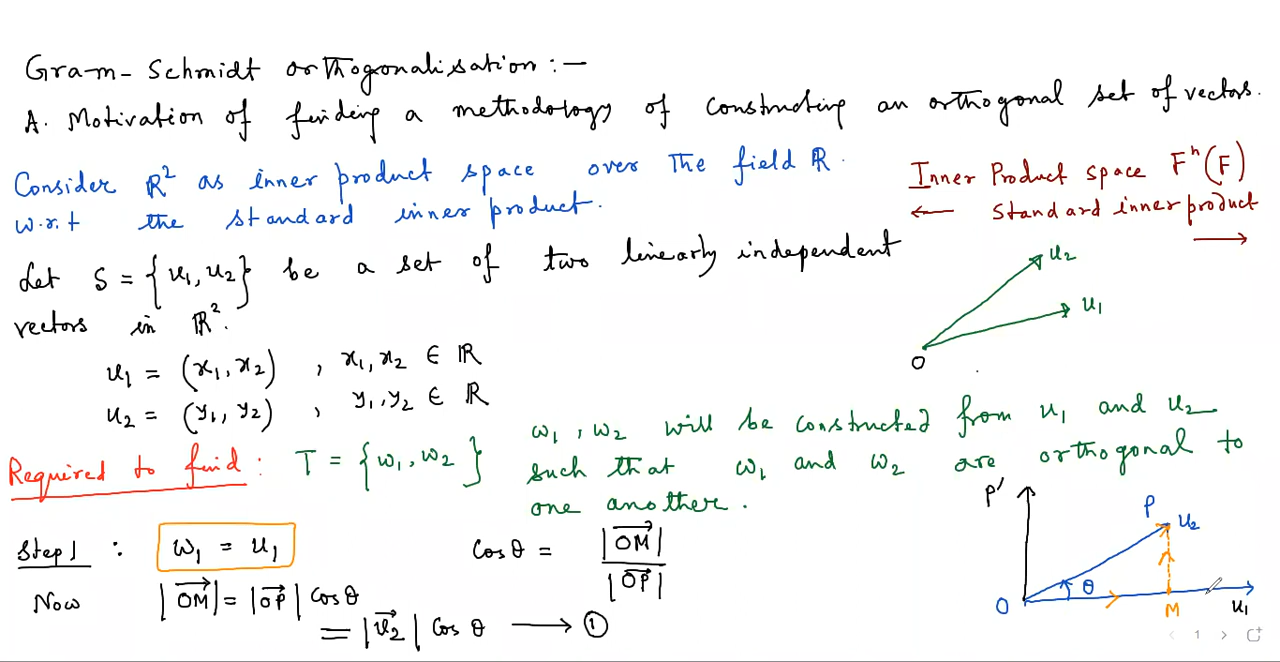 Gram-Schmidt orthogonalisation :-
A. Motivation of finding a methodology of constructing an orthogonal set of vectors.
Consider ℝ² as inner product space over the field ℝ.
w.r.t the standard inner product.
Inner Product space Fⁿ(F)
← Standard inner product
→
Let S = {u₁, u₂} be a set of two linearly independent
vectors in ℝ².
u₂
u₁
O
u₁ = (x₁, x₂) , x₁, x₂ ∈ ℝ
u₂ = (y₁, y₂) , y₁, y₂ ∈ ℝ
Required to find : T = {w₁, w₂}
w₁, w₂ will be constructed from u₁ and u₂
such that w₁ and w₂ are orthogonal to
one another.
Step 1 : w₁ = u₁
Cos θ = |OM→| / |OP→|
Now |OM→| = |OP→| Cos θ
= |u₂→| Cos θ → ①
P'
P
u₂
θ
O
M
u₁
< 1 >